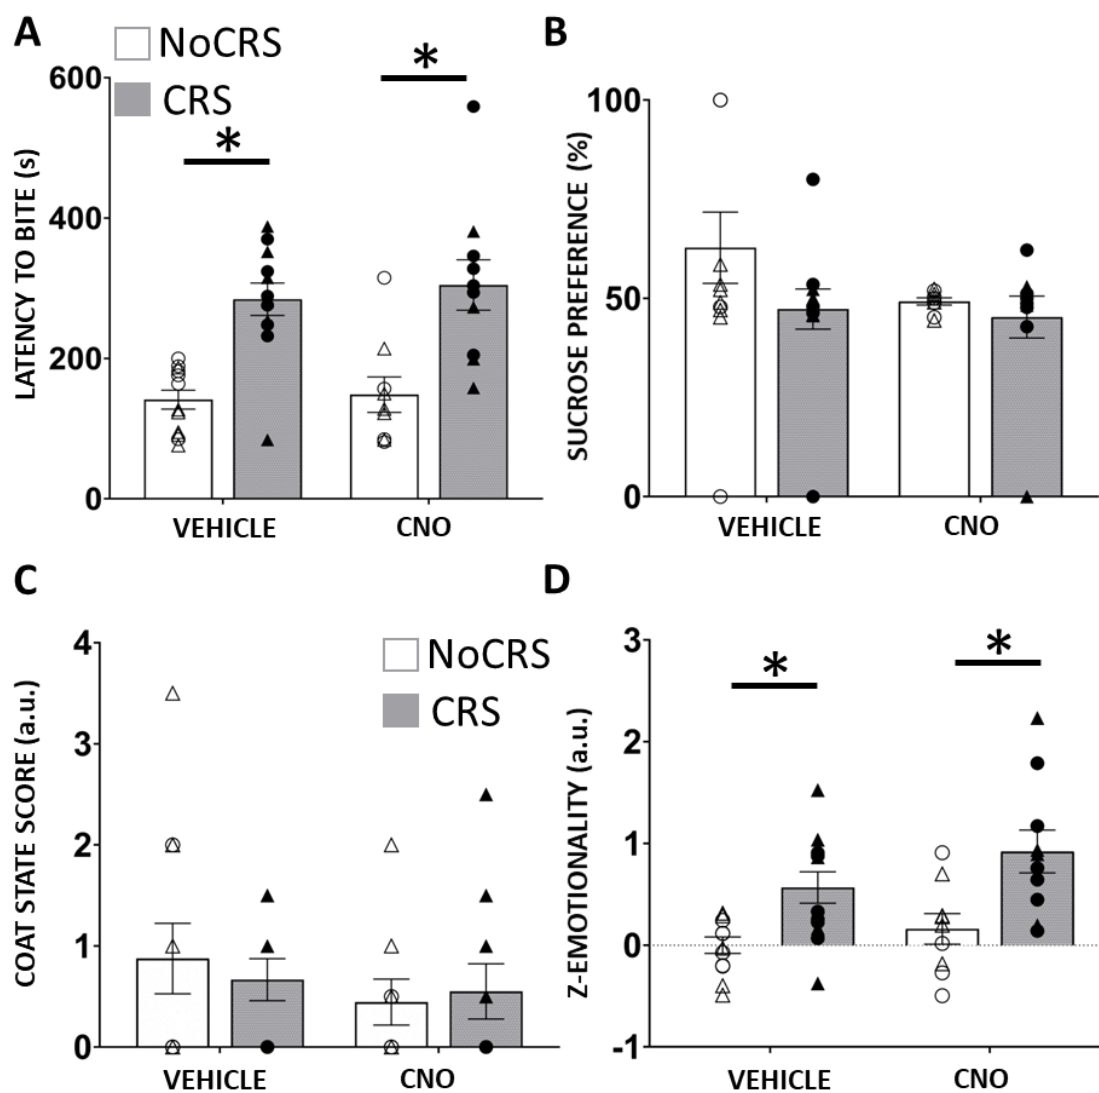 A
NoCRS
CRS
*
*
LATENCY TO BITE (s)
600
400
200
0
VEHICLE
CNO
B
SUCROSE PREFERENCE (%)
100
50
0
VEHICLE
CNO
C
NoCRS
CRS
COAT STATE SCORE (a.u.)
4
3
2
1
0
VEHICLE
CNO
D
*
*
Z-EMOTIONALITY (a.u.)
3
2
1
0
-1
VEHICLE
CNO